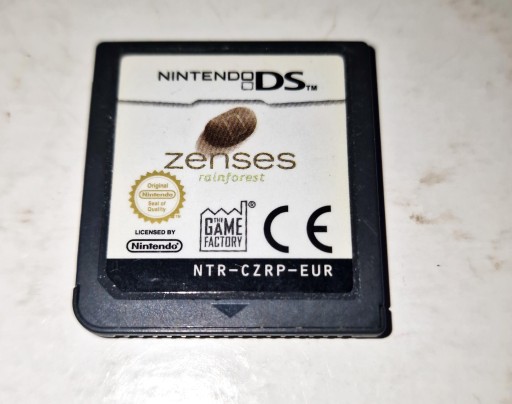 NINTENDO DS™
zenses
rainforest
Original
Nintendo
Seal of
Quality
LICENSED BY
Nintendo®
THE
GAME
FACTORY®
CE
NTR-CZRP-EUR